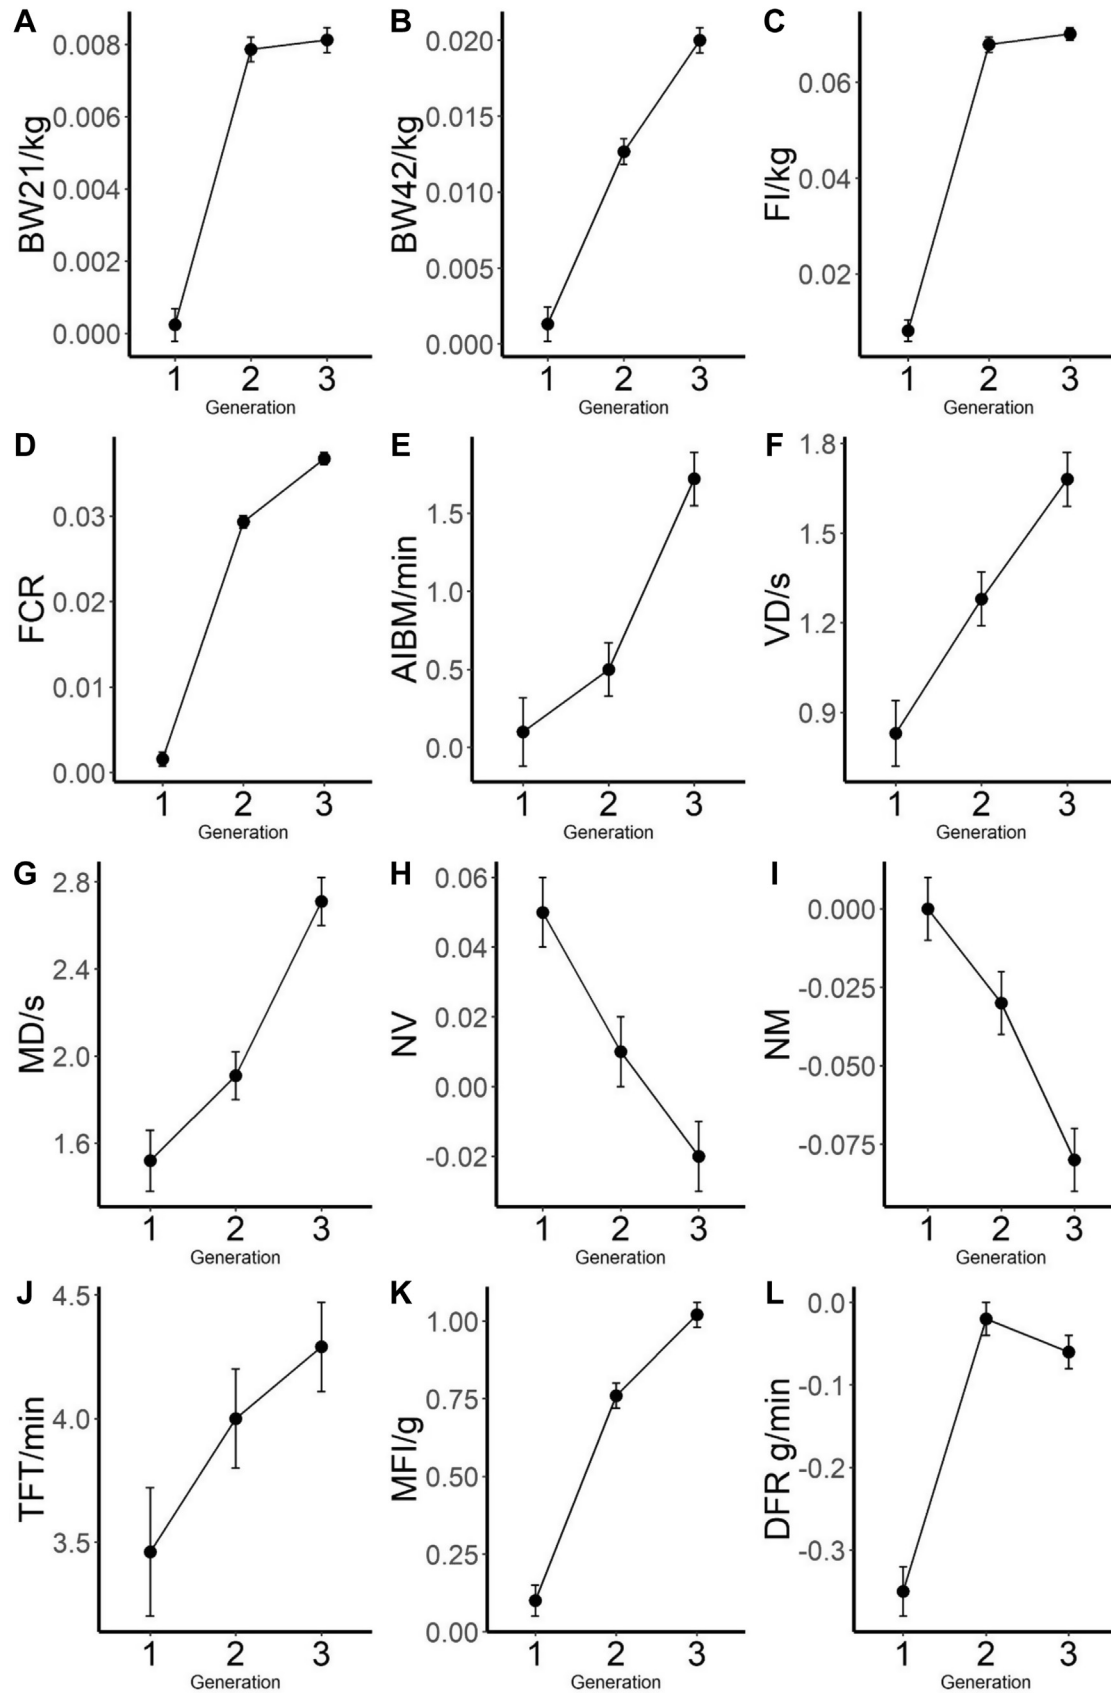 A
BW21/kg
0.008
0.006
0.004
0.002
0.000
1 2 3
Generation
B
BW42/kg
0.020
0.015
0.010
0.005
0.000
1 2 3
Generation
C
FI/kg
0.06
0.04
0.02
1 2 3
Generation
D
FCR
0.03
0.02
0.01
0.00
1 2 3
Generation
E
AIBM/min
1.5
1.0
0.5
0.0
1 2 3
Generation
F
VD/s
1.8
1.5
1.2
0.9
1 2 3
Generation
G
MD/s
2.8
2.4
2.0
1.6
1 2 3
Generation
H
NV
0.06
0.04
0.02
0.00
-0.02
1 2 3
Generation
I
NM
0.000
-0.025
-0.050
-0.075
1 2 3
Generation
J
TFT/min
4.5
4.0
3.5
1 2 3
Generation
K
MFI/g
1.00
0.75
0.50
0.25
0.00
1 2 3
Generation
L
DFR g/min
0.0
-0.1
-0.2
-0.3
1 2 3
Generation